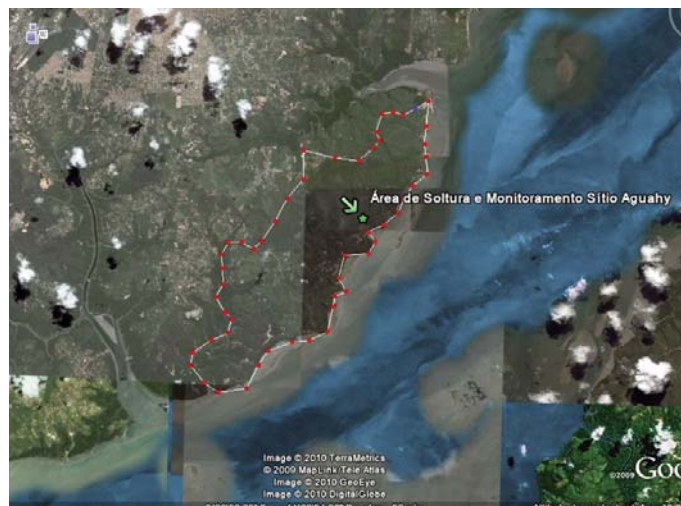 Área de Soltura e Monitoramento Sítio Aguahy
Image © 2010 TerraMetrics
© 2009 MapLink/Tele Atlas
Image © 2010 GeoEye
Image © 2010 DigitalGlobe
©2009 Goo